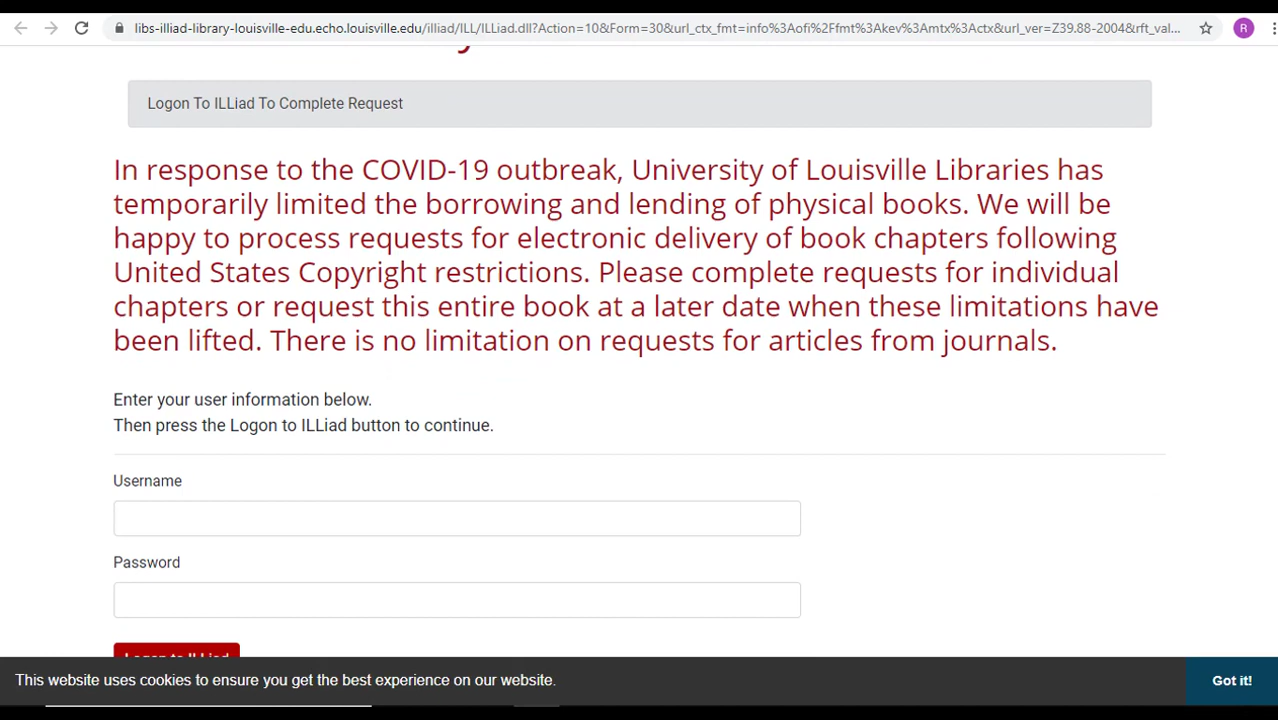 libs-illiad-library-louisville-edu.echo.louisville.edu/illiad/ILL/ILLiad.dll?Action=10&Form=30&url_ctx_fmt=info%3Aofi%2Ffmt%3Akev%3Amtx%3Actx&url_ver=Z39.88-2004&rft_val...
R
Logon To ILLiad To Complete Request
In response to the COVID-19 outbreak, University of Louisville Libraries has
temporarily limited the borrowing and lending of physical books. We will be
happy to process requests for electronic delivery of book chapters following
United States Copyright restrictions. Please complete requests for individual
chapters or request this entire book at a later date when these limitations have
been lifted. There is no limitation on requests for articles from journals.
Enter your user information below.
Then press the Logon to ILLiad button to continue.
Username
Password
Logon to ILLiad
This website uses cookies to ensure you get the best experience on our website.
Got it!